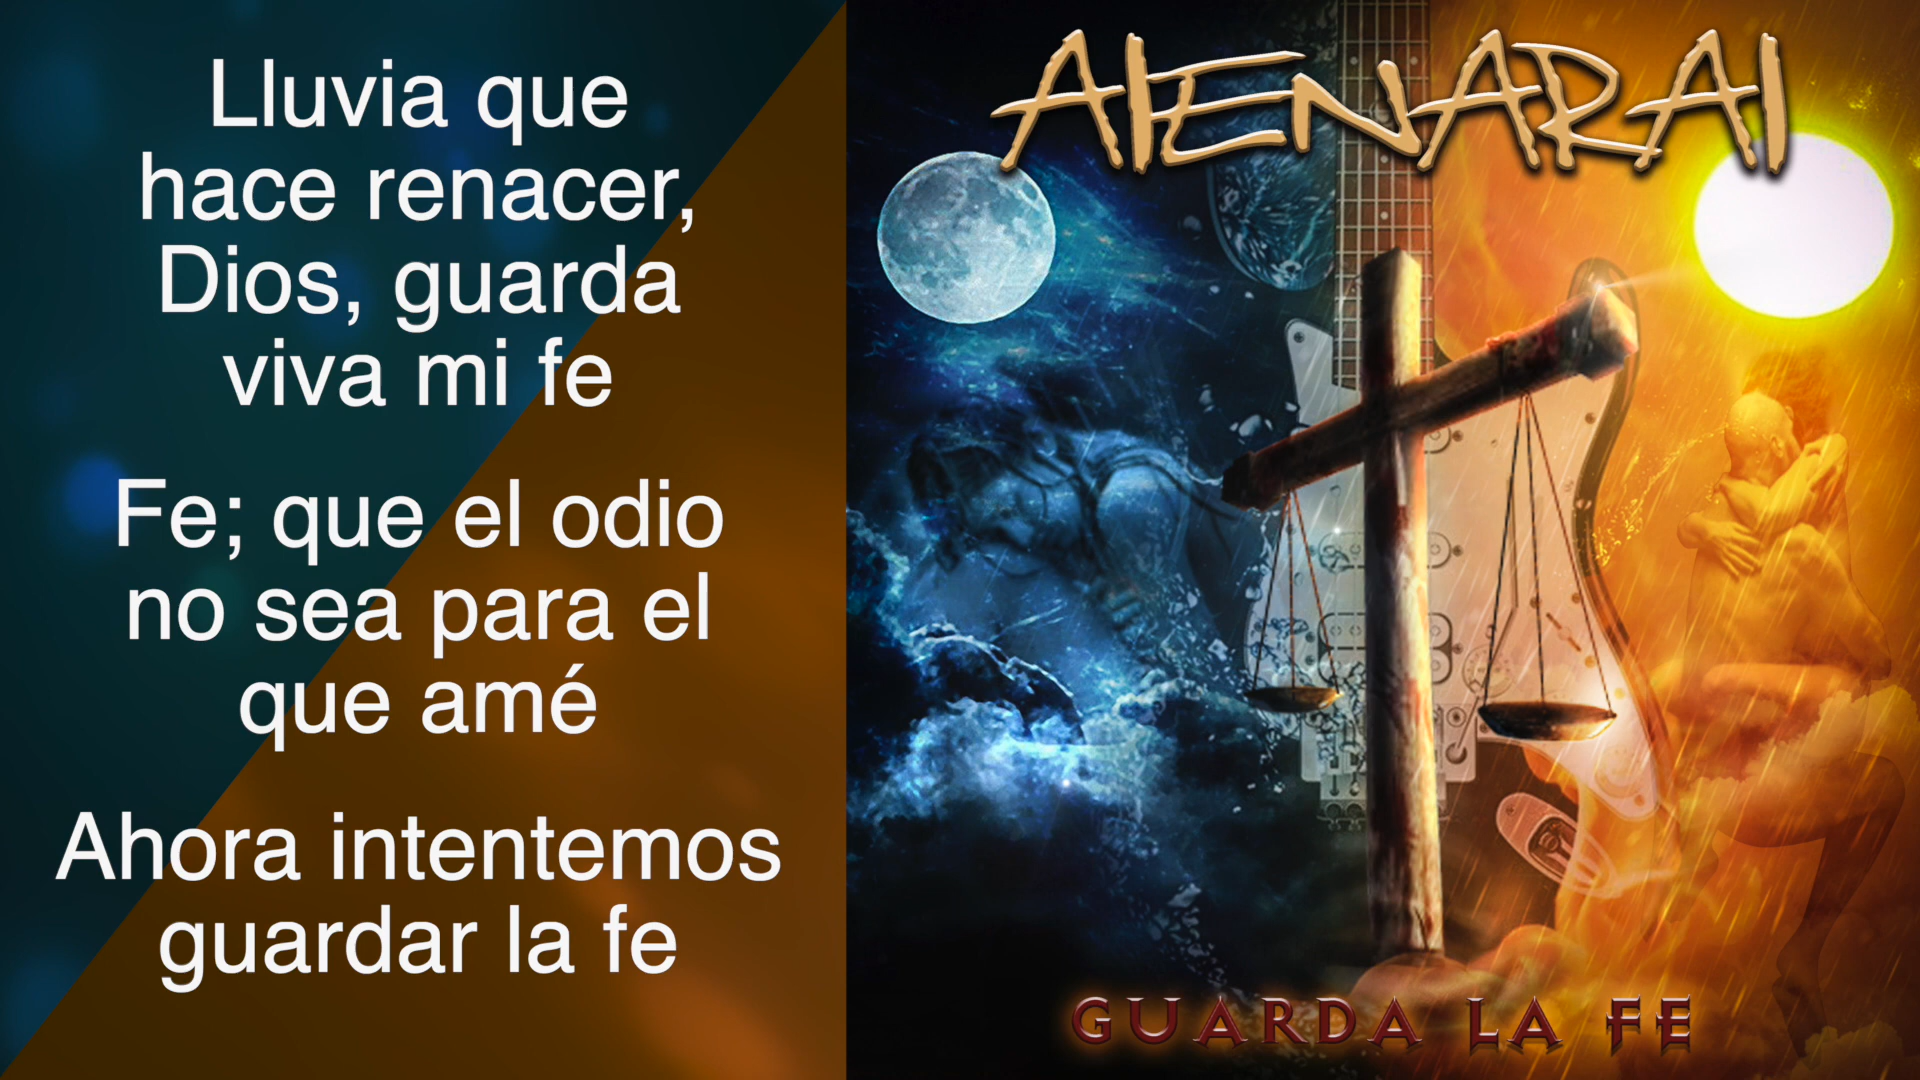 Lluvia que
hace renacer,
Dios, guarda
viva mi fe
Fe; que el odio
no sea para el
que amé
Ahora intentemos
guardar la fe
AIENARAI
GUARDA LA FE